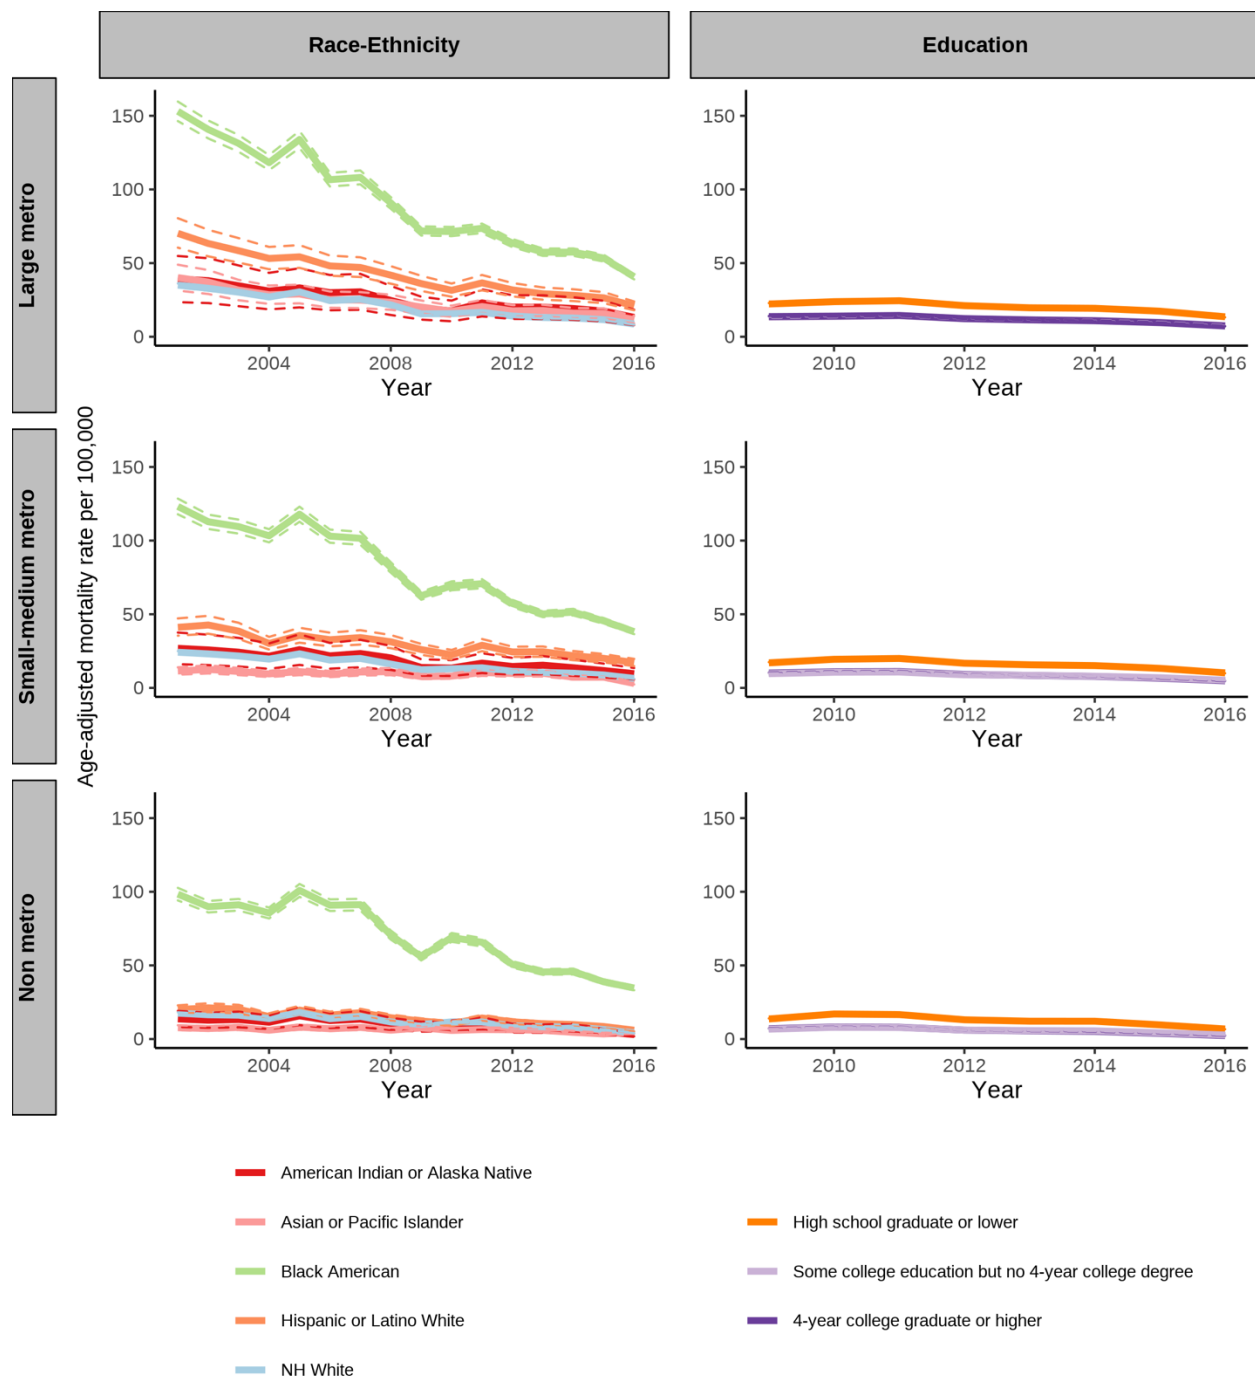 Race-Ethnicity
Education
Large metro
150
100
50
0
2004
2008
2012
2016
Year
150
100
50
0
2010
2012
2014
2016
Year
Age-adjusted mortality rate per 100,000
Small-medium metro
150
100
50
0
2004
2008
2012
2016
Year
150
100
50
0
2010
2012
2014
2016
Year
Non metro
150
100
50
0
2004
2008
2012
2016
Year
150
100
50
0
2010
2012
2014
2016
Year
American Indian or Alaska Native
Asian or Pacific Islander
Black American
Hispanic or Latino White
NH White
High school graduate or lower
Some college education but no 4-year college degree
4-year college graduate or higher